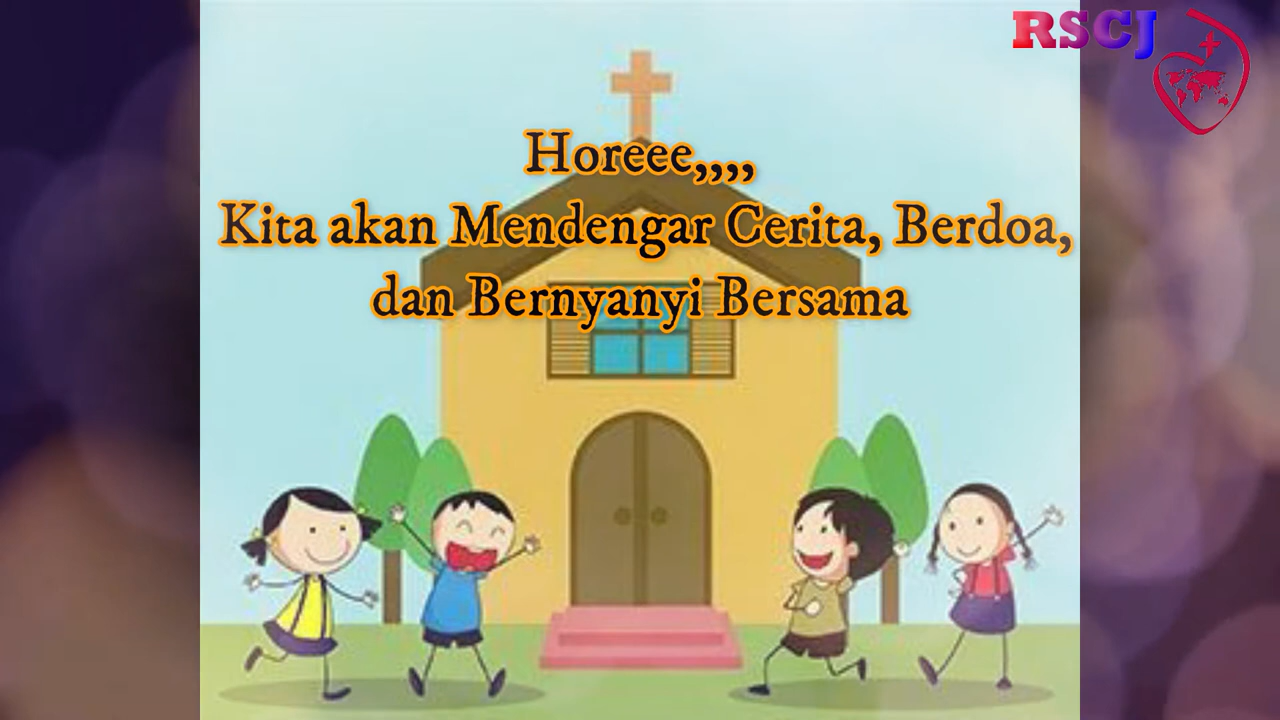 RSCJ
Horeee,,,,
Kita akan Mendengar Cerita, Berdoa,
dan Bernyanyi Bersama